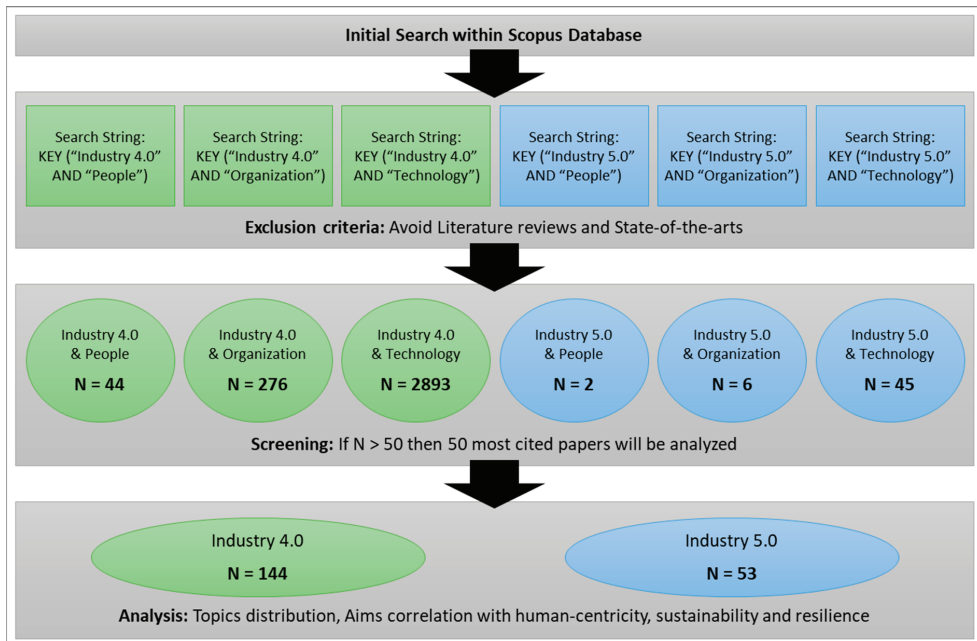 Initial Search within Scopus Database
Search String:
KEY (“Industry 4.0”
AND “People”)
Search String:
KEY (“Industry 4.0”
AND “Organization”)
Search String:
KEY (“Industry 4.0”
AND “Technology”)
Search String:
KEY (“Industry 5.0”
AND “People”)
Search String:
KEY (“Industry 5.0”
AND “Organization”)
Search String:
KEY (“Industry 5.0”
AND “Technology”)
Exclusion criteria: Avoid Literature reviews and State-of-the-arts
Industry 4.0
& People
N = 44
Industry 4.0
& Organization
N = 276
Industry 4.0
& Technology
N = 2893
Industry 5.0
& People
N = 2
Industry 5.0
& Organization
N = 6
Industry 5.0
& Technology
N = 45
Screening: If N > 50 then 50 most cited papers will be analyzed
Industry 4.0
N = 144
Industry 5.0
N = 53
Analysis: Topics distribution, Aims correlation with human-centricity, sustainability and resilience